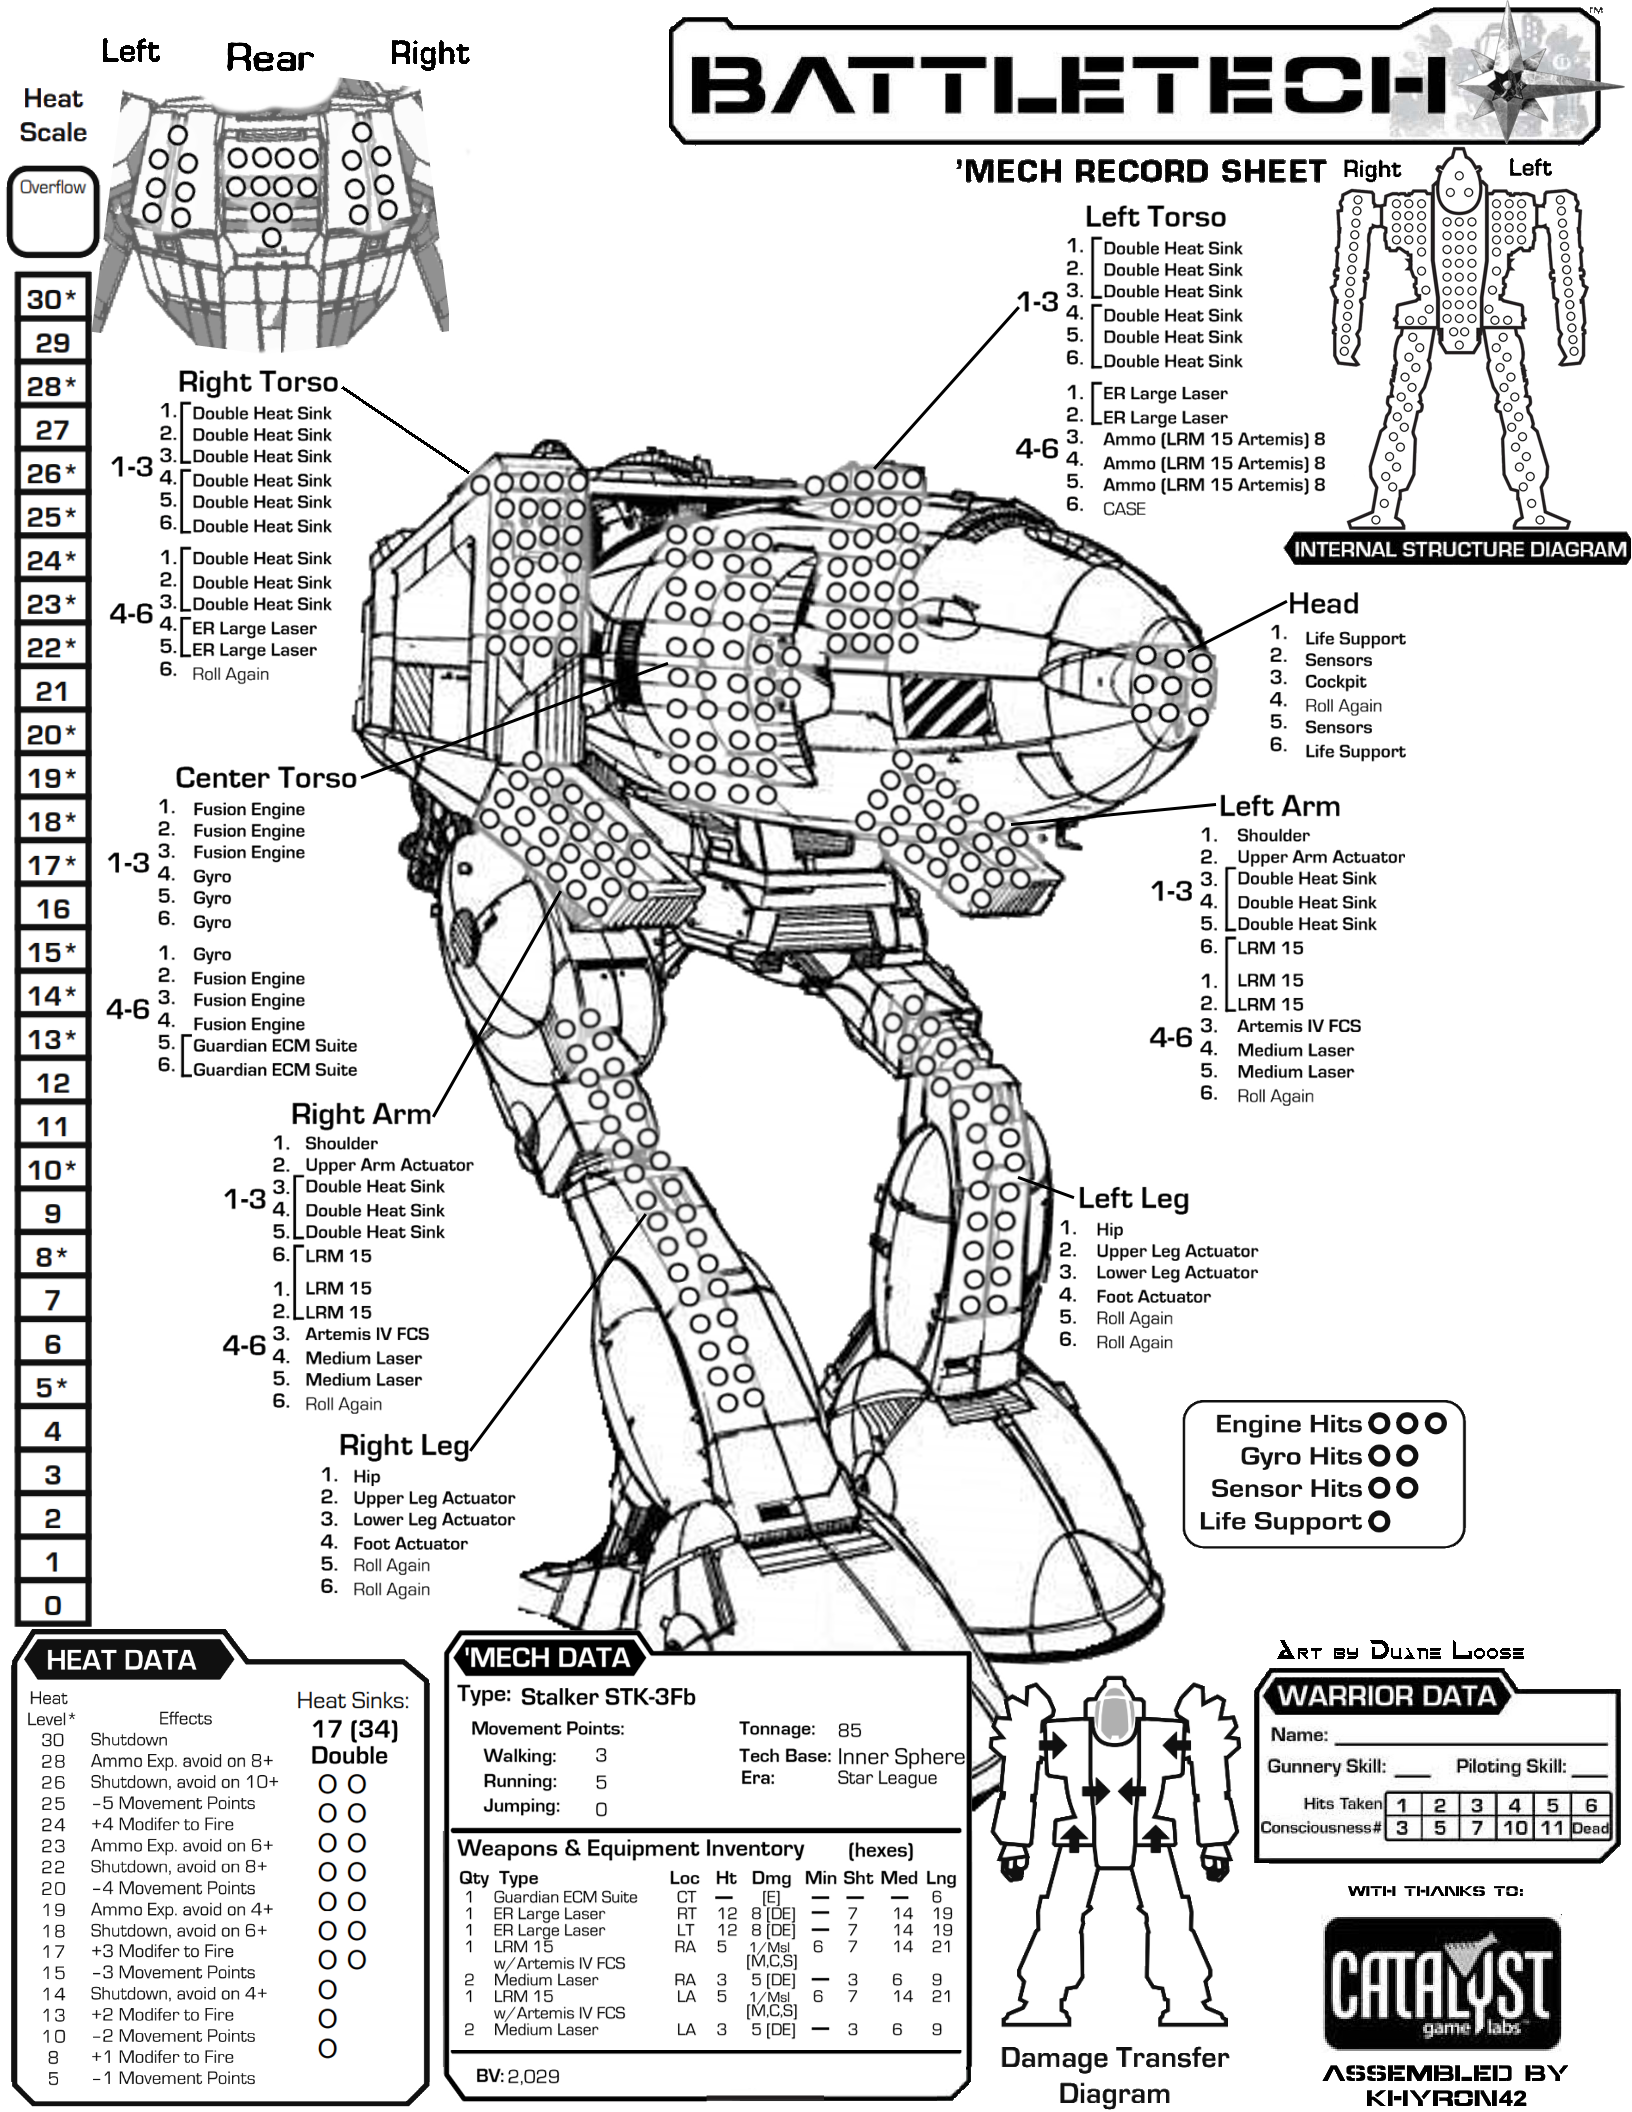 Left Rear Right
Heat
Scale
Overflow
30*
29
28*
27
26*
25*
24*
23*
22*
21
20*
19*
18*
17*
16
15*
14*
13*
12
11
10*
9
8*
7
6
5*
4
3
2
1
0
BATTLETECH
TM
'MECH RECORD SHEET
Right Left
INTERNAL STRUCTURE DIAGRAM
Left Torso
1-3
1. Double Heat Sink
2. Double Heat Sink
3. Double Heat Sink
4. Double Heat Sink
5. Double Heat Sink
6. Double Heat Sink
4-6
1. ER Large Laser
2. ER Large Laser
3. Ammo (LRM 15 Artemis) 8
4. Ammo (LRM 15 Artemis) 8
5. Ammo (LRM 15 Artemis) 8
6. CASE
Right Torso
1-3
1. Double Heat Sink
2. Double Heat Sink
3. Double Heat Sink
4. Double Heat Sink
5. Double Heat Sink
6. Double Heat Sink
4-6
1. Double Heat Sink
2. Double Heat Sink
3. Double Heat Sink
4. ER Large Laser
5. ER Large Laser
6. Roll Again
Head
1. Life Support
2. Sensors
3. Cockpit
4. Roll Again
5. Sensors
6. Life Support
Center Torso
1-3
1. Fusion Engine
2. Fusion Engine
3. Fusion Engine
4. Gyro
5. Gyro
6. Gyro
4-6
1. Gyro
2. Fusion Engine
3. Fusion Engine
4. Fusion Engine
5. Guardian ECM Suite
6. Guardian ECM Suite
Left Arm
1-3
1. Shoulder
2. Upper Arm Actuator
3. Double Heat Sink
4. Double Heat Sink
5. Double Heat Sink
6. LRM 15
4-6
1. LRM 15
2. LRM 15
3. Artemis IV FCS
4. Medium Laser
5. Medium Laser
6. Roll Again
Right Arm
1-3
1. Shoulder
2. Upper Arm Actuator
3. Double Heat Sink
4. Double Heat Sink
5. Double Heat Sink
6. LRM 15
4-6
1. LRM 15
2. LRM 15
3. Artemis IV FCS
4. Medium Laser
5. Medium Laser
6. Roll Again
Left Leg
1. Hip
2. Upper Leg Actuator
3. Lower Leg Actuator
4. Foot Actuator
5. Roll Again
6. Roll Again
Right Leg
1. Hip
2. Upper Leg Actuator
3. Lower Leg Actuator
4. Foot Actuator
5. Roll Again
6. Roll Again
Engine Hits
Gyro Hits
Sensor Hits
Life Support
HEAT DATA
Heat
Level* Effects
30 Shutdown
28 Ammo Exp. avoid on 8+
26 Shutdown, avoid on 10+
25 -5 Movement Points
24 +4 Modifer to Fire
23 Ammo Exp. avoid on 6+
22 Shutdown, avoid on 8+
20 -4 Movement Points
19 Ammo Exp. avoid on 4+
18 Shutdown, avoid on 6+
17 +3 Modifer to Fire
15 -3 Movement Points
14 Shutdown, avoid on 4+
13 +2 Modifer to Fire
10 -2 Movement Points
8 +1 Modifer to Fire
5 -1 Movement Points
Heat Sinks:
17 (34)
Double
'MECH DATA
Type: Stalker STK-3Fb
Movement Points:
Walking: 3
Running: 5
Jumping: 0
Tonnage: 85
Tech Base: Inner Sphere
Era: Star League
Weapons & Equipment Inventory (hexes)
Qty Type Loc Ht Dmg Min Sht Med Lng
1 Guardian ECM Suite CT — [E] — — — 6
1 ER Large Laser RT 12 8 [DE] — 7 14 19
1 ER Large Laser LT 12 8 [DE] — 7 14 19
1 LRM 15 RA 5 1/Msl 6 7 14 21
w/Artemis IV FCS [M,C,S]
2 Medium Laser RA 3 5 [DE] — 3 6 9
1 LRM 15 LA 5 1/Msl 6 7 14 21
w/Artemis IV FCS [M,C,S]
2 Medium Laser LA 3 5 [DE] — 3 6 9
BV: 2,029
Damage Transfer
Diagram
Art by Duane Loose
WARRIOR DATA
Name:
Gunnery Skill: Piloting Skill:
Hits Taken 1 2 3 4 5 6
Consciousness# 3 5 7 10 11 Dead
WITH THANKS TO:
CATALYST
game labs
ASSEMBLED BY
KHYRON42